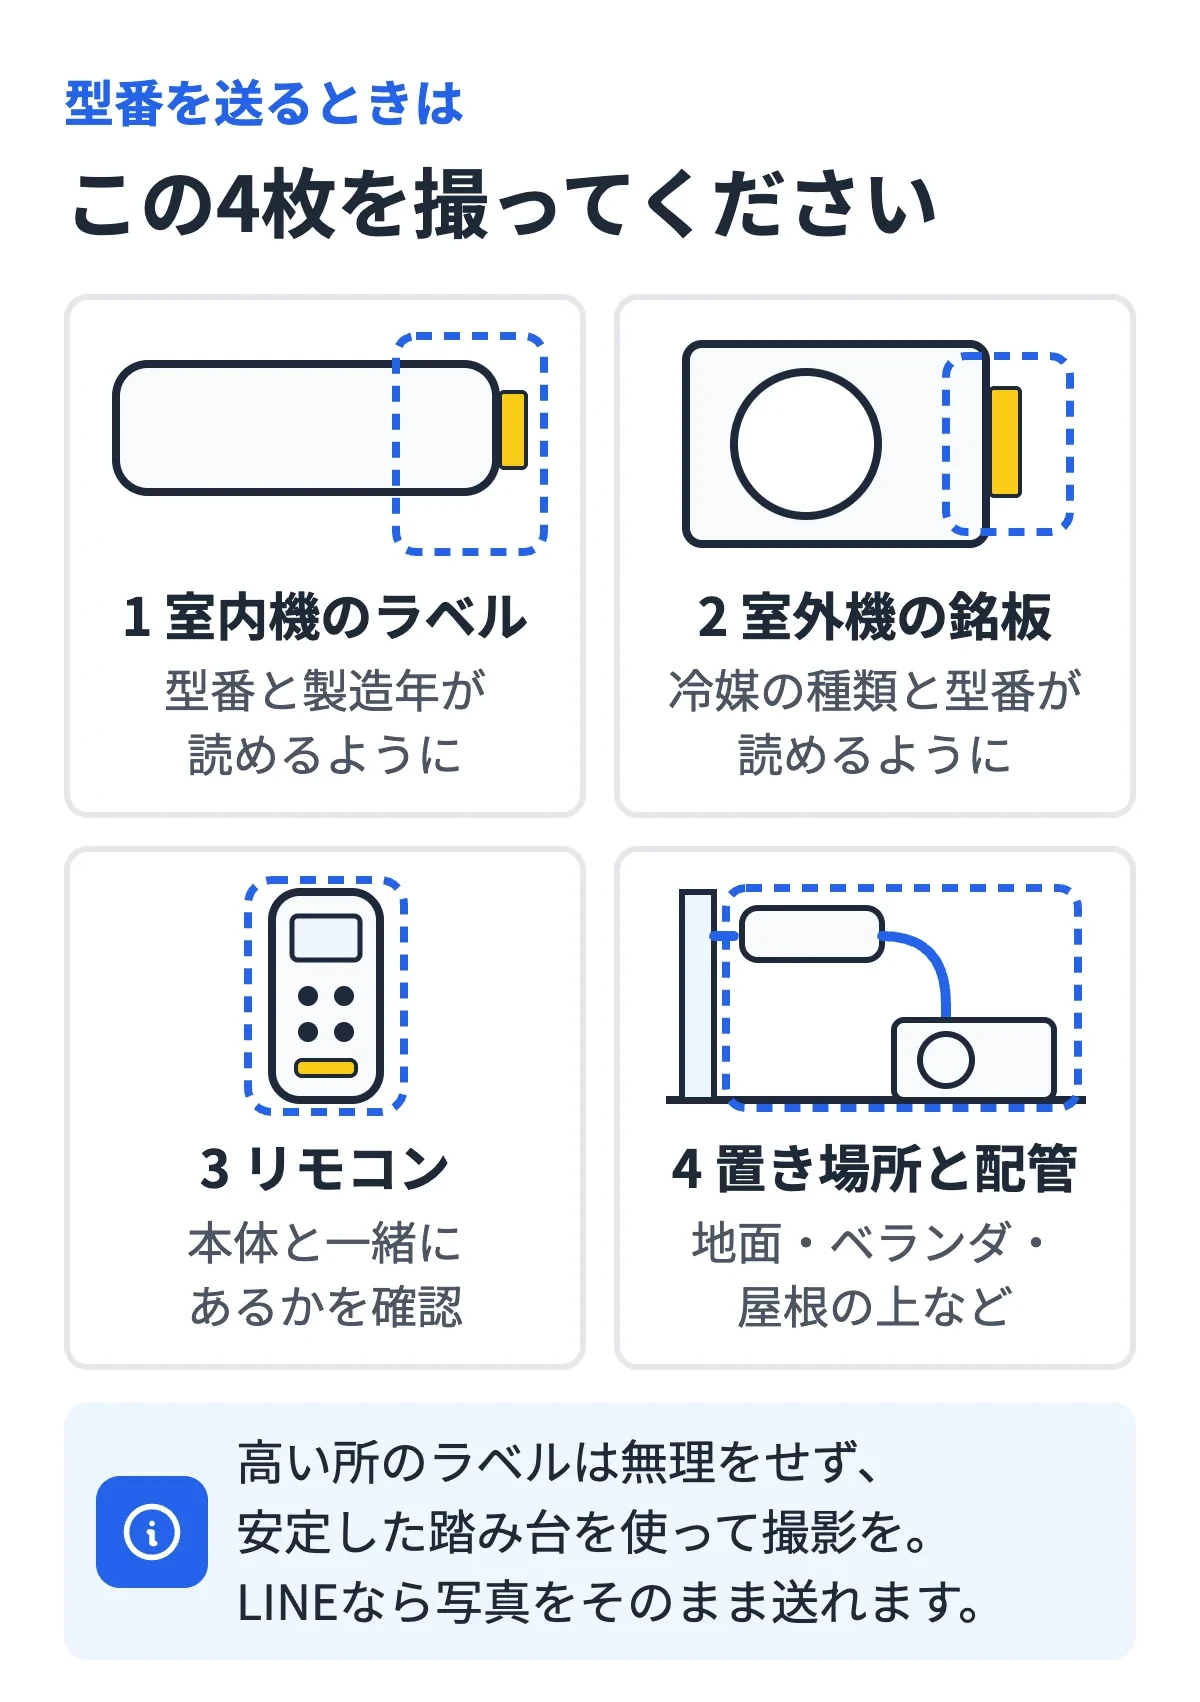 型番を送るときは
この4枚を撮ってください
1 室内機のラベル
型番と製造年が
読めるように
2 室外機の銘板
冷媒の種類と型番が
読めるように
3 リモコン
本体と一緒に
あるかを確認
4 置き場所と配管
地面・ベランダ・
屋根の上など
高い所のラベルは無理をせず、
安定した踏み台を使って撮影を。
LINEなら写真をそのまま送れます。